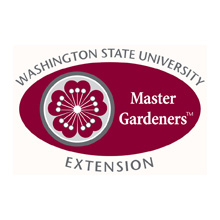 WASHINGTON STATE UNIVERSITY
Master
Gardeners™
EXTENSION